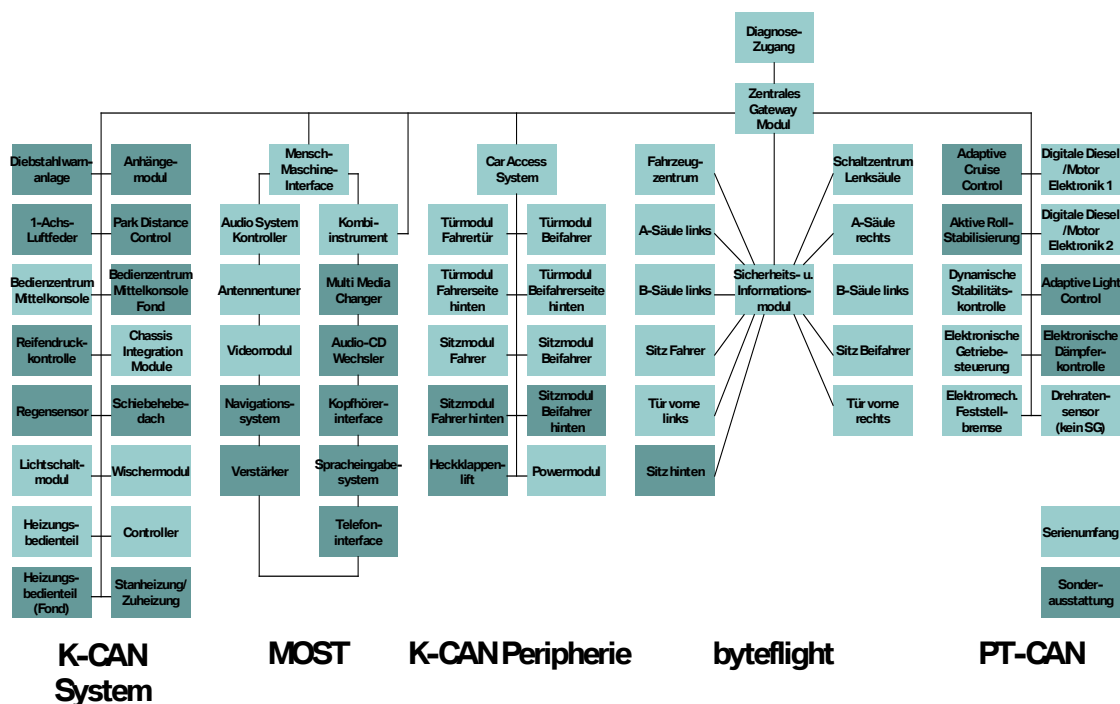 Diagnose-
Zugang
Zentrales
Gateway
Modul
Diebstahlwarn-
anlage
Anhänge-
modul
1-Achs-
Luftfeder
Park Distance
Control
Bedienzentrum
Mittelkonsole
Bedienzentrum
Mittelkonsole
Fond
Reifendruck-
kontrolle
Chassis
Integration
Module
Regensensor
Schiebehebe-
dach
Lichtschalt-
modul
Wischermodul
Heizungs-
bedienteil
Controller
Heizungs-
bedienteil
(Fond)
Stanheizung/
Zuheizung
K-CAN
System
Mensch-
Maschine-
Interface
Audio System
Kontroller
Kombi-
instrument
Antennentuner
Multi Media
Changer
Videomodul
Audio-CD
Wechsler
Navigations-
system
Kopfhörer-
interface
Verstärker
Spracheingabe-
system
Telefon-
interface
MOST
Car Access
System
Türmodul
Fahrertür
Türmodul
Beifahrer
Türmodul
Fahrerseite
hinten
Türmodul
Beifahrerseite
hinten
Sitzmodul
Fahrer
Sitzmodul
Beifahrer
Sitzmodul
Fahrer hinten
Sitzmodul
Beifahrer
hinten
Heckklappen-
lift
Powermodul
K-CAN Peripherie
Fahrzeug-
zentrum
Schaltzentrum
Lenksäule
A-Säule links
A-Säule
rechts
B-Säule links
Sicherheits- u.
Informations-
modul
B-Säule links
Sitz Fahrer
Sitz Beifahrer
Tür vorne
links
Tür vorne
rechts
Sitz hinten
byteflight
Adaptive
Cruise
Control
Digitale Diesel
/Motor
Elektronik 1
Aktive Roll-
Stabilisierung
Digitale Diesel
/Motor
Elektronik 2
Dynamische
Stabilitäts-
kontrolle
Adaptive Light
Control
Elektronische
Getriebe-
steuerung
Elektronische
Dämpfer-
kontrolle
Elektromech.
Feststell-
bremse
Drehraten-
sensor
(kein SG)
Serienumfang
Sonder-
ausstattung
PT-CAN